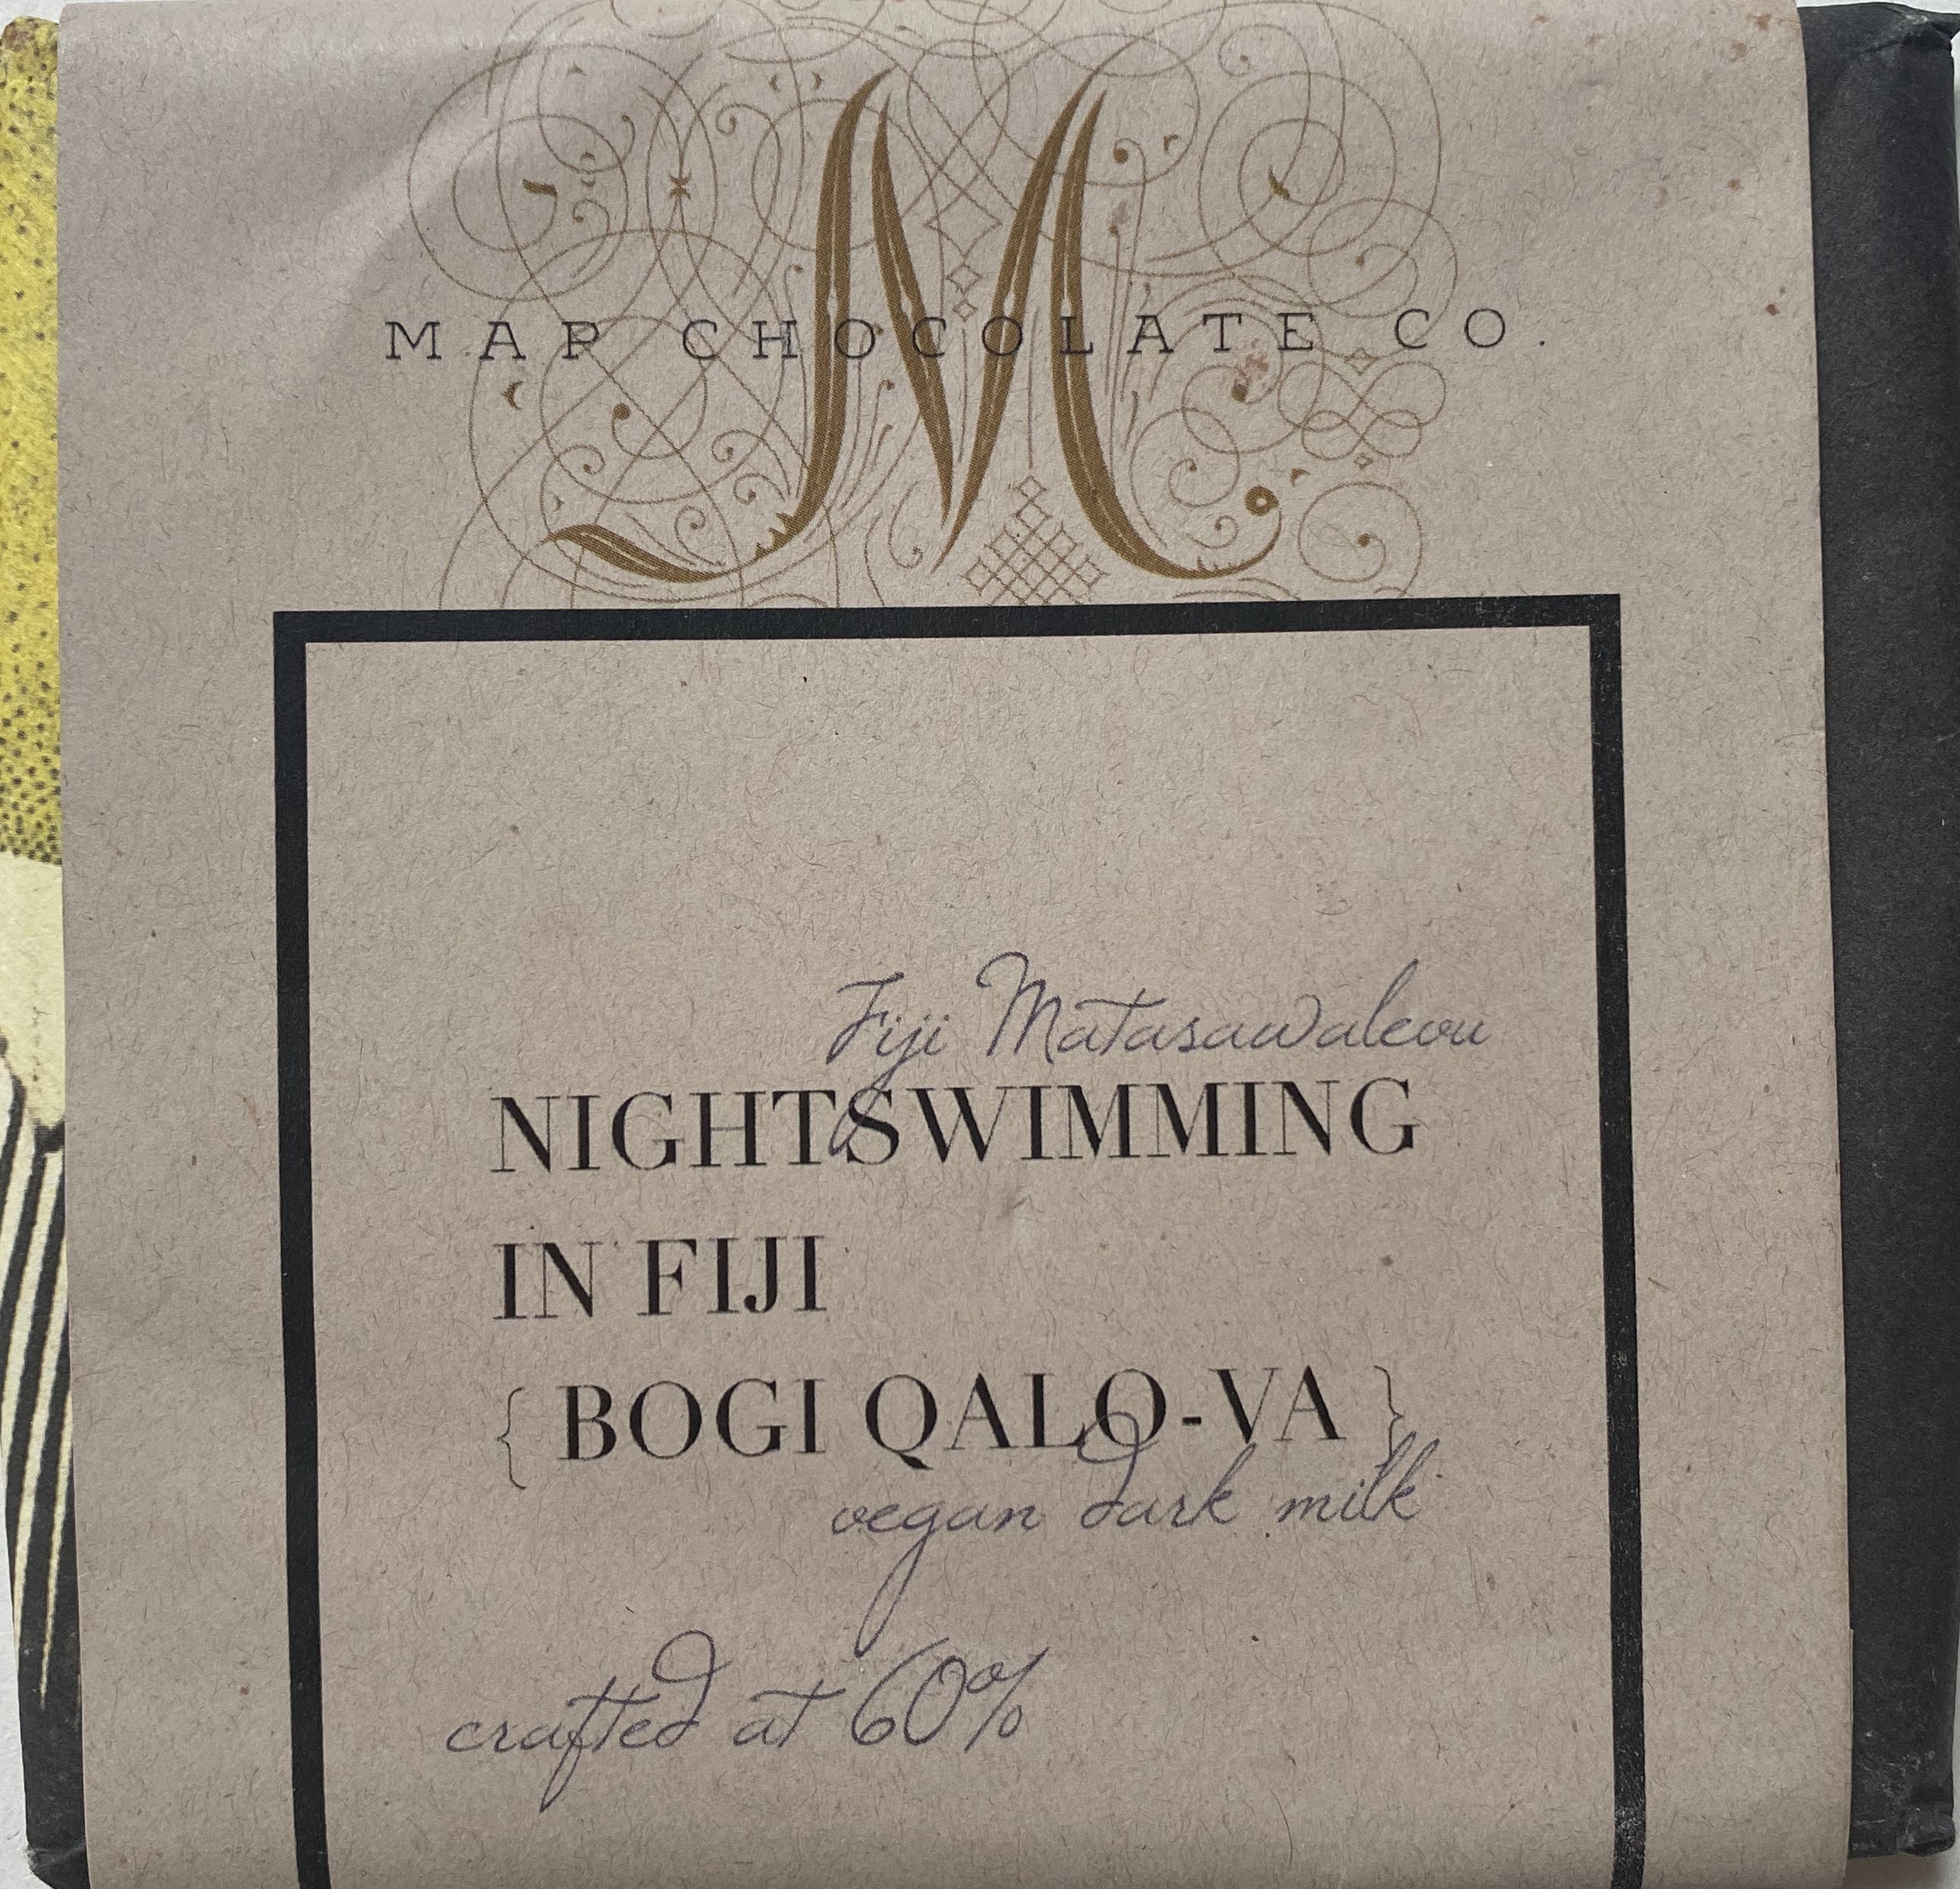 M
MAP CHOCOLATE CO.
Fiji Matasawalevu
NIGHTSWIMMING
IN FIJI
{ BOGI QALO-VA }
vegan dark milk
crafted at 60%